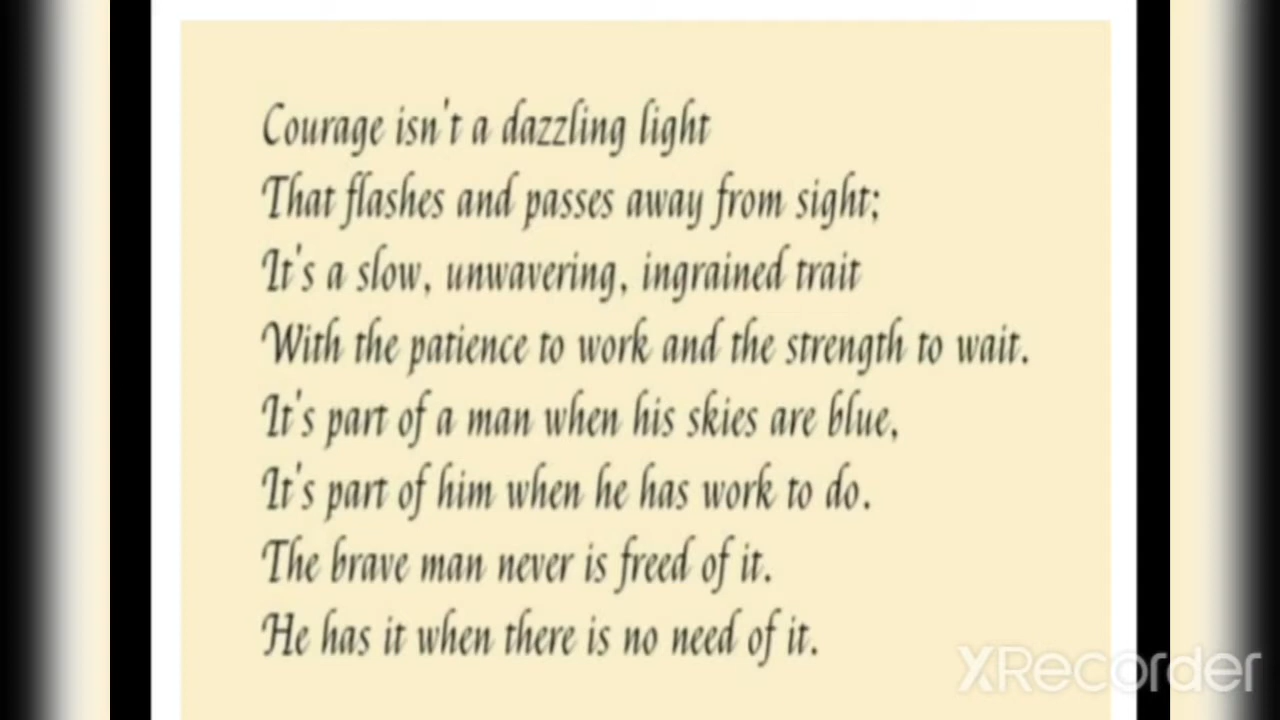 Courage isn't a dazzling light
That flashes and passes away from sight;
It's a slow, unwavering, ingrained trait
With the patience to work and the strength to wait.
It's part of a man when his skies are blue,
It's part of him when he has work to do.
The brave man never is freed of it.
He has it when there is no need of it.
XRecorder